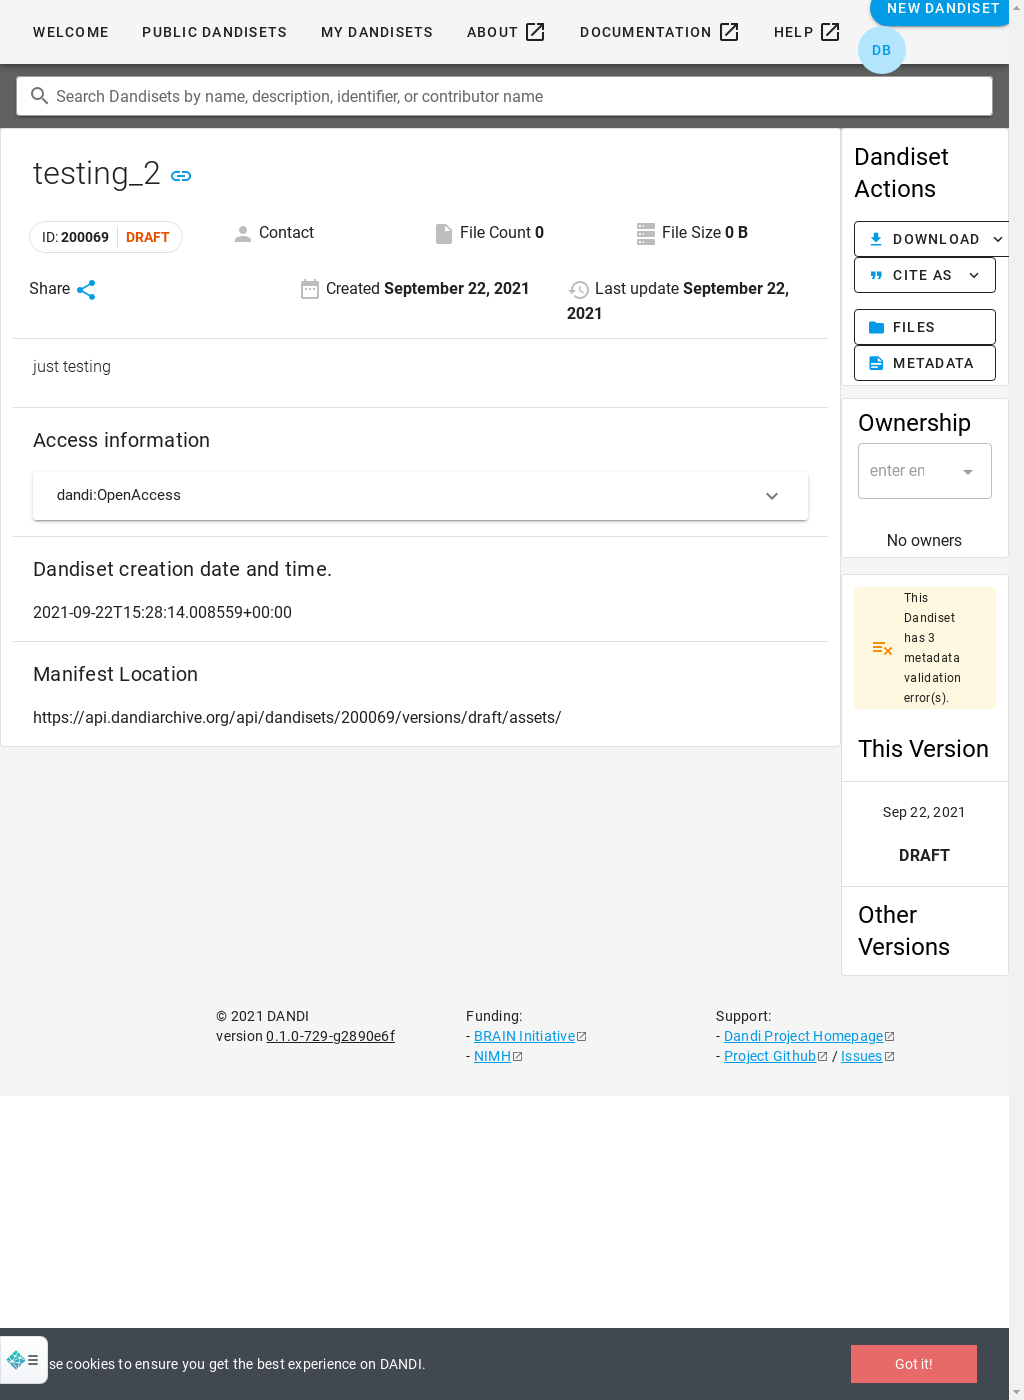 WELCOME PUBLIC DANDISETS MY DANDISETS ABOUT DOCUMENTATION HELP NEW DANDISET
DB
Search Dandisets by name, description, identifier, or contributor name
testing_2
ID: 200069 DRAFT
Contact
File Count 0
File Size 0 B
Share
Created September 22, 2021
Last update September 22,
2021
just testing
Access information
dandi:OpenAccess
Dandiset creation date and time.
2021-09-22T15:28:14.008559+00:00
Manifest Location
https://api.dandiarchive.org/api/dandisets/200069/versions/draft/assets/
Dandiset
Actions
DOWNLOAD
CITE AS
FILES
METADATA
Ownership
enter en
No owners
This
Dandiset
has 3
metadata
validation
error(s).
This Version
Sep 22, 2021
DRAFT
Other
Versions
© 2021 DANDI
version 0.1.0-729-g2890e6f
Funding:
- BRAIN Initiative
- NIMH
Support:
- Dandi Project Homepage
- Project Github / Issues
se cookies to ensure you get the best experience on DANDI.
Got it!